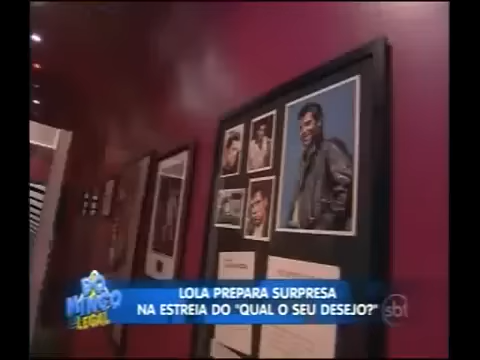 LOLA PREPARA SURPRESA
NA ESTREIA DO "QUAL O SEU DESEJO?"
DOMINGO
LEGAL
sbt